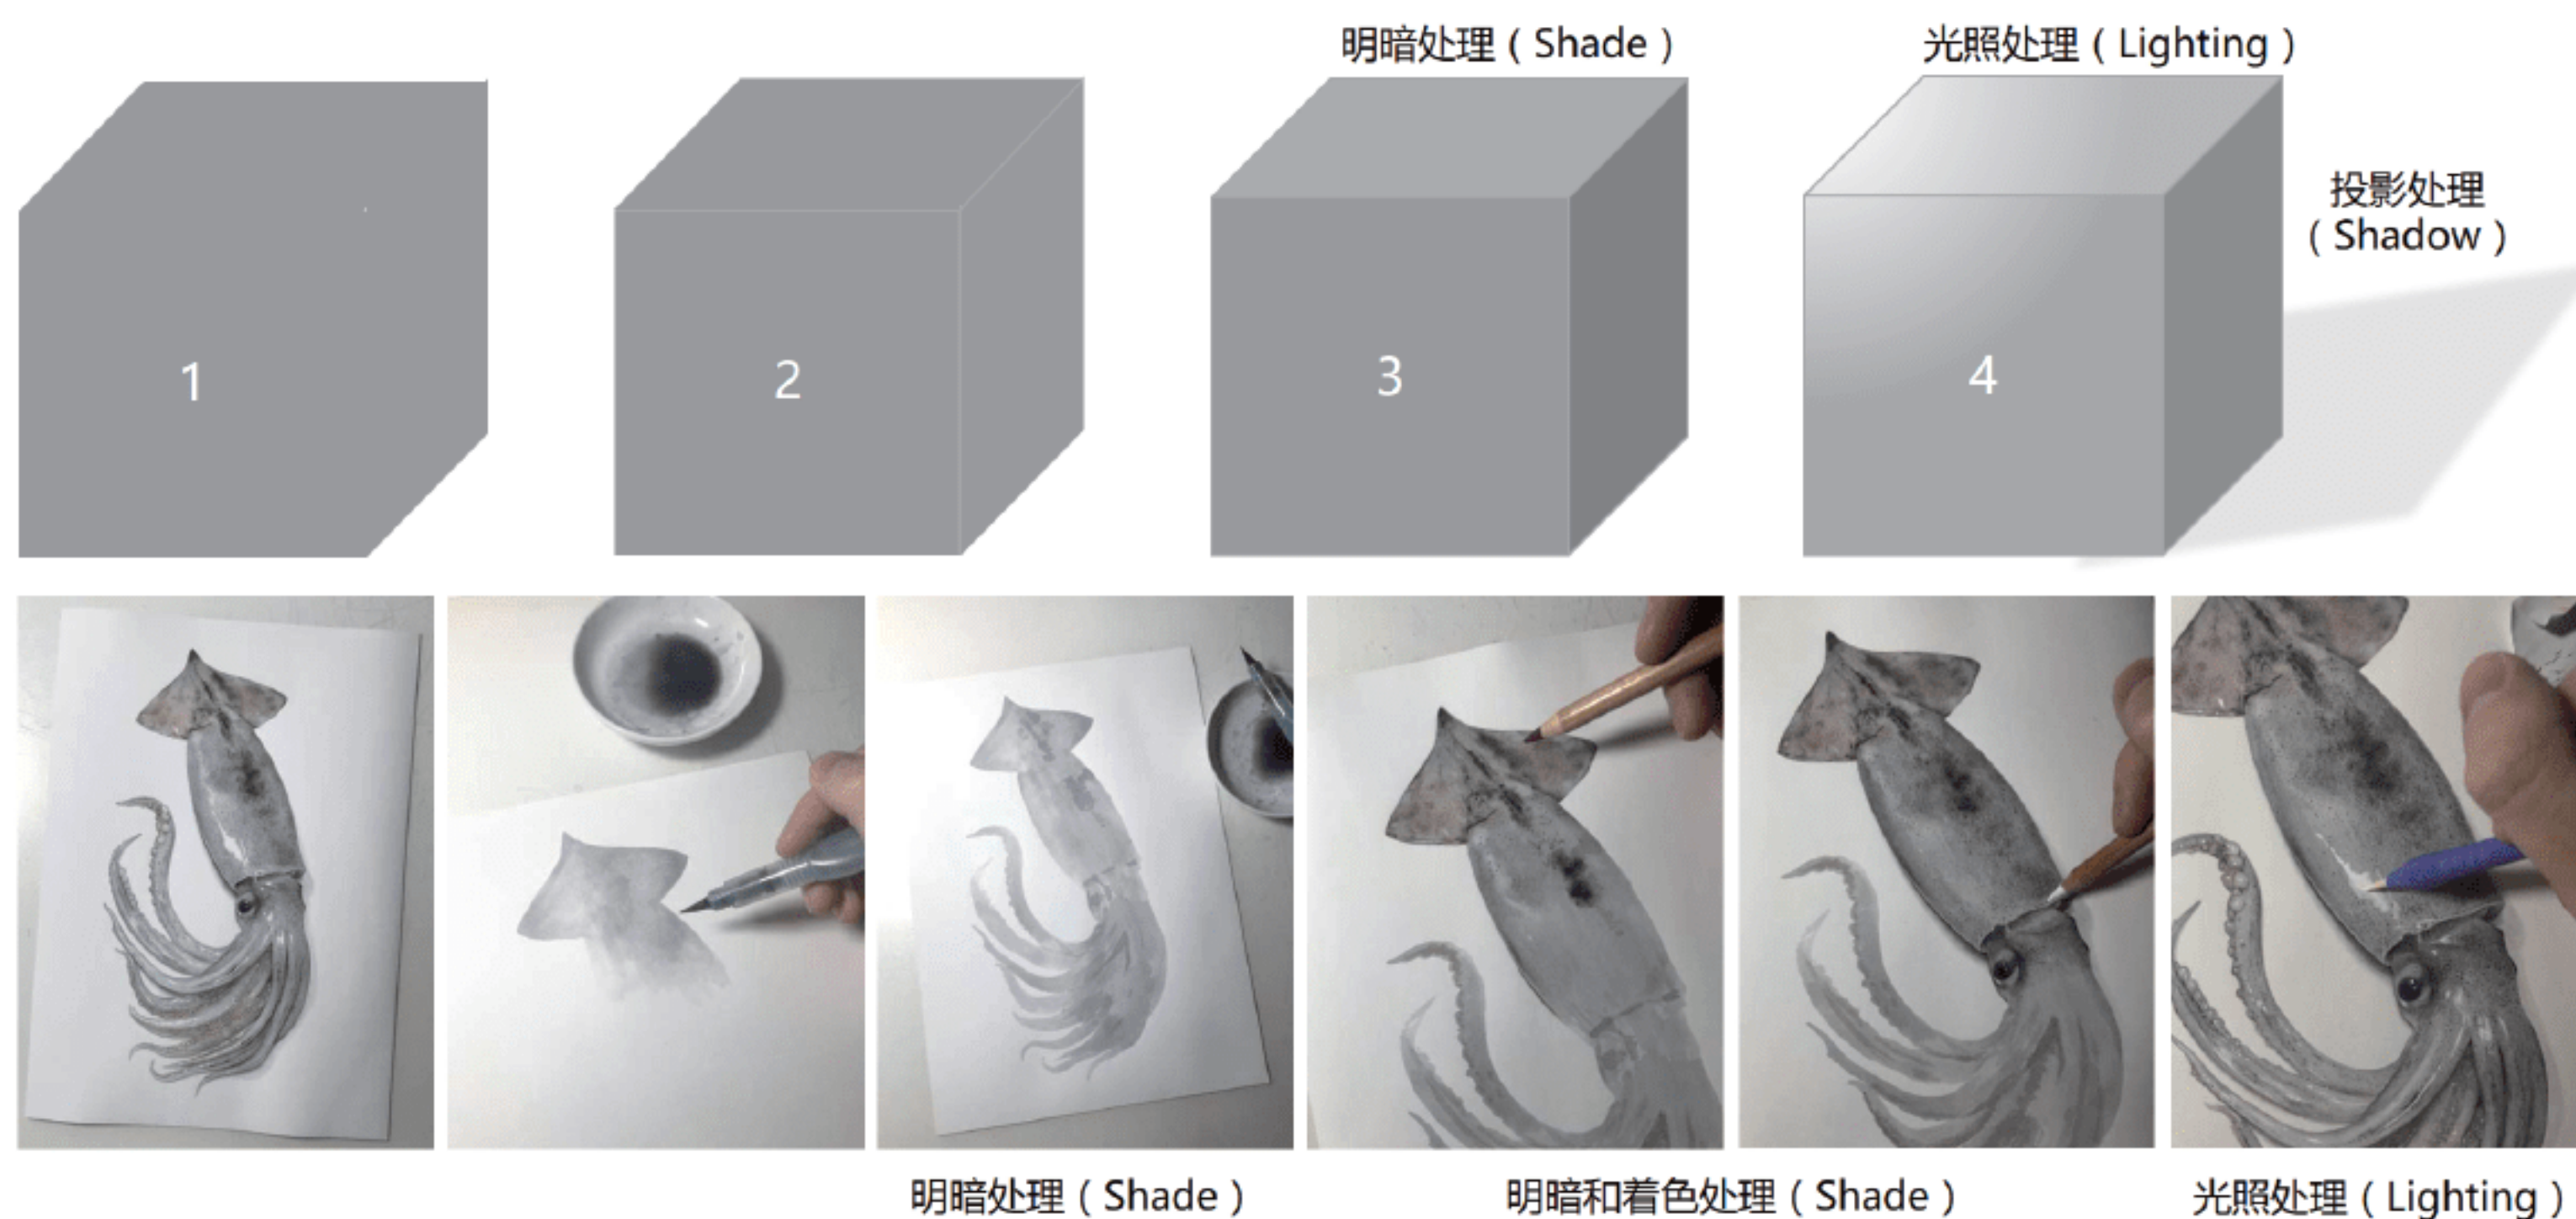 明暗处理（Shade）
光照处理（Lighting）
投影处理
（Shadow）
1
2
3
4
明暗处理（Shade）
明暗和着色处理（Shade）
光照处理（Lighting）